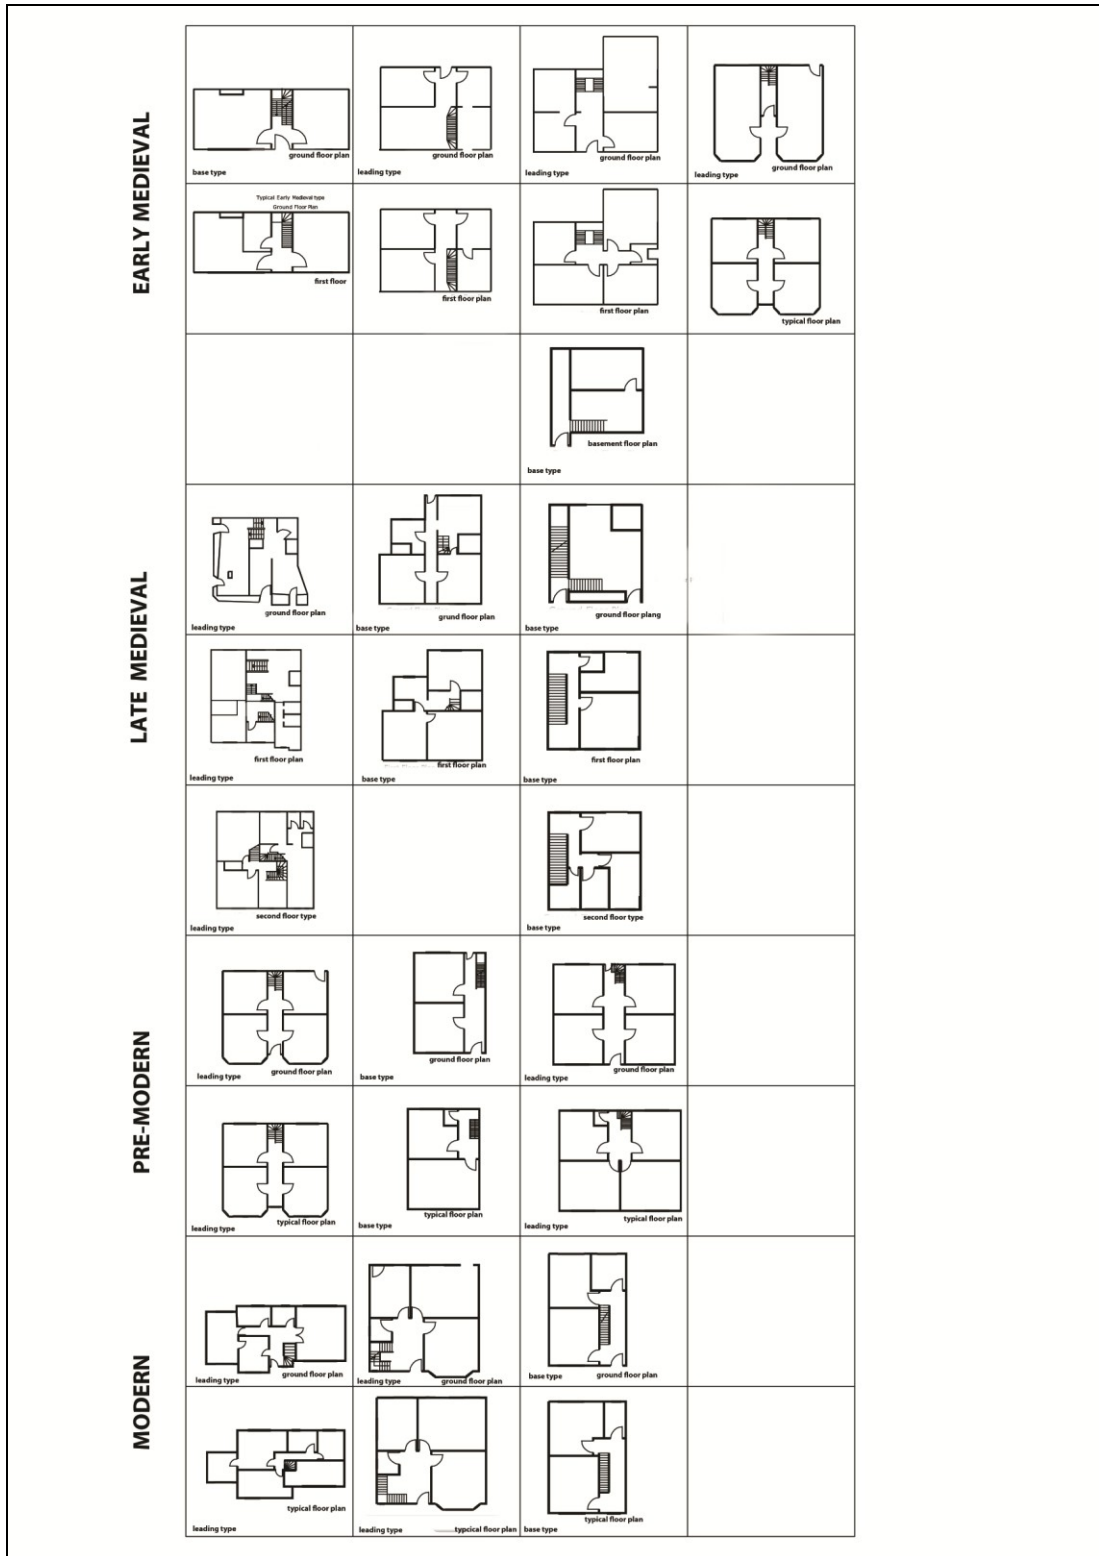 EARLY MEDIEVAL
ground floor plan
base type
ground floor plan
leading type
ground floor plan
leading type
ground floor plan
leading type
Typical Early Medieval type
Ground Floor Plan
first floor
first floor plan
first floor plan
typical floor plan
basement floor plan
base type
LATE MEDIEVAL
ground floor plan
leading type
grund floor plan
base type
ground floor plang
base type
first floor plan
leading type
first floor plan
base type
first floor plan
base type
second floor type
leading type
second floor type
base type
PRE-MODERN
ground floor plan
leading type
ground floor plan
base type
ground floor plan
leading type
typical floor plan
leading type
typical floor plan
base type
typical floor plan
leading type
MODERN
ground floor plan
leading type
ground floor plan
leading type
ground floor plan
base type
typical floor plan
leading type
typcical floor plan
leading type
typical floor plan
base type